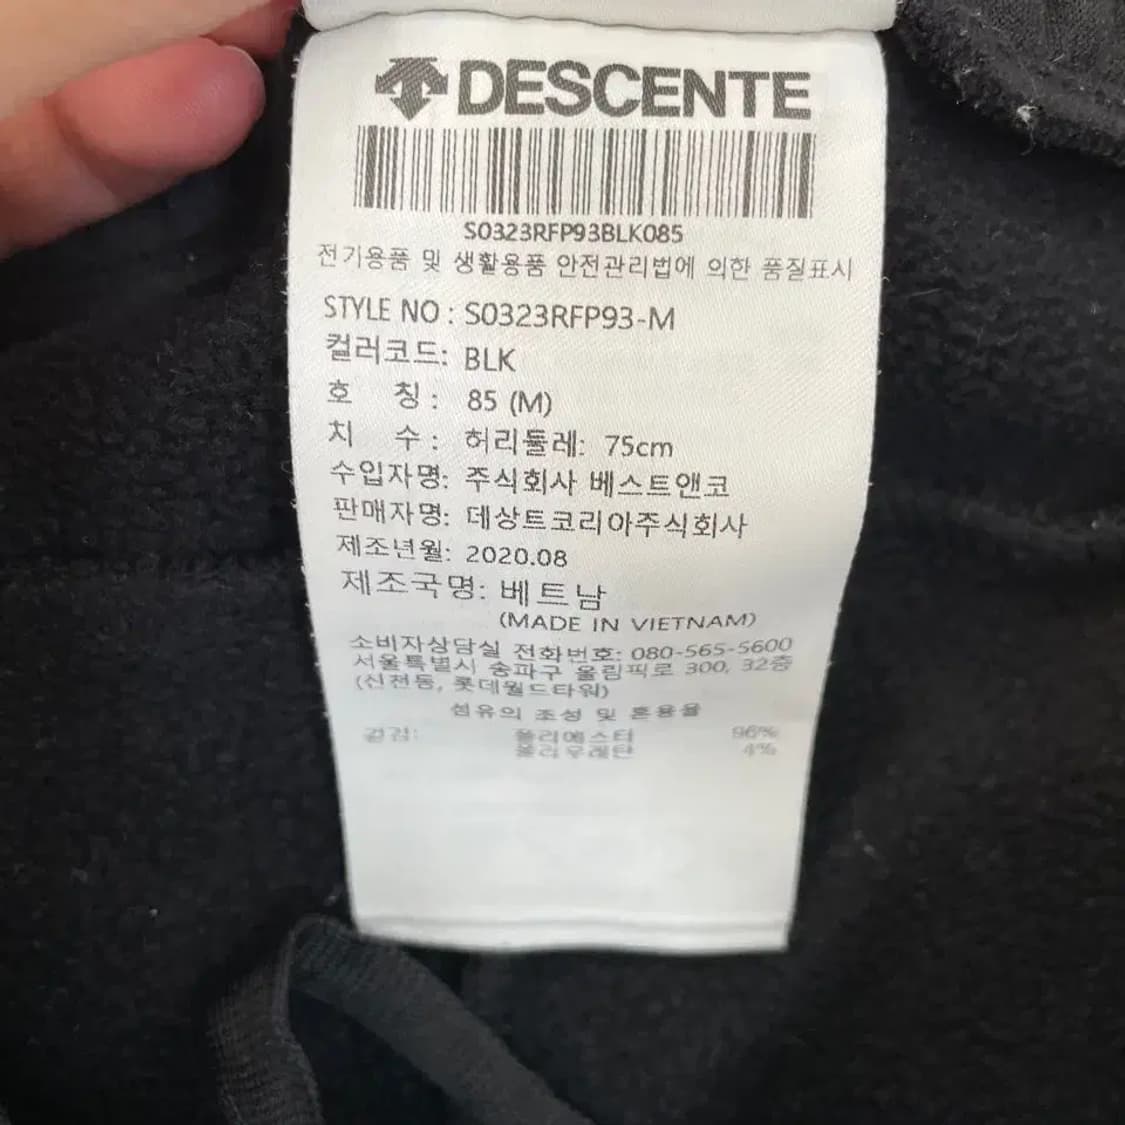 DESCENTE
S0323RFP93BLK085
전기용품 및 생활용품 안전관리법에 의한 품질표시
STYLE NO : S0323RFP93-M
컬러코드: BLK
호 칭 : 85 (M)
치 수 : 허리둘레: 75cm
수입자명: 주식회사 베스트앤코
판매자명: 데상트코리아주식회사
제조년월: 2020.08
제조국명: 베트남
(MADE IN VIETNAM)
소비자상담실 전화번호: 080-565-5600
서울특별시 송파구 올림픽로 300, 32층
(신천동, 롯데월드타워)
섬유의 조성 및 혼용율
겉감: 폴리에스터 96%
폴리우레탄 4%